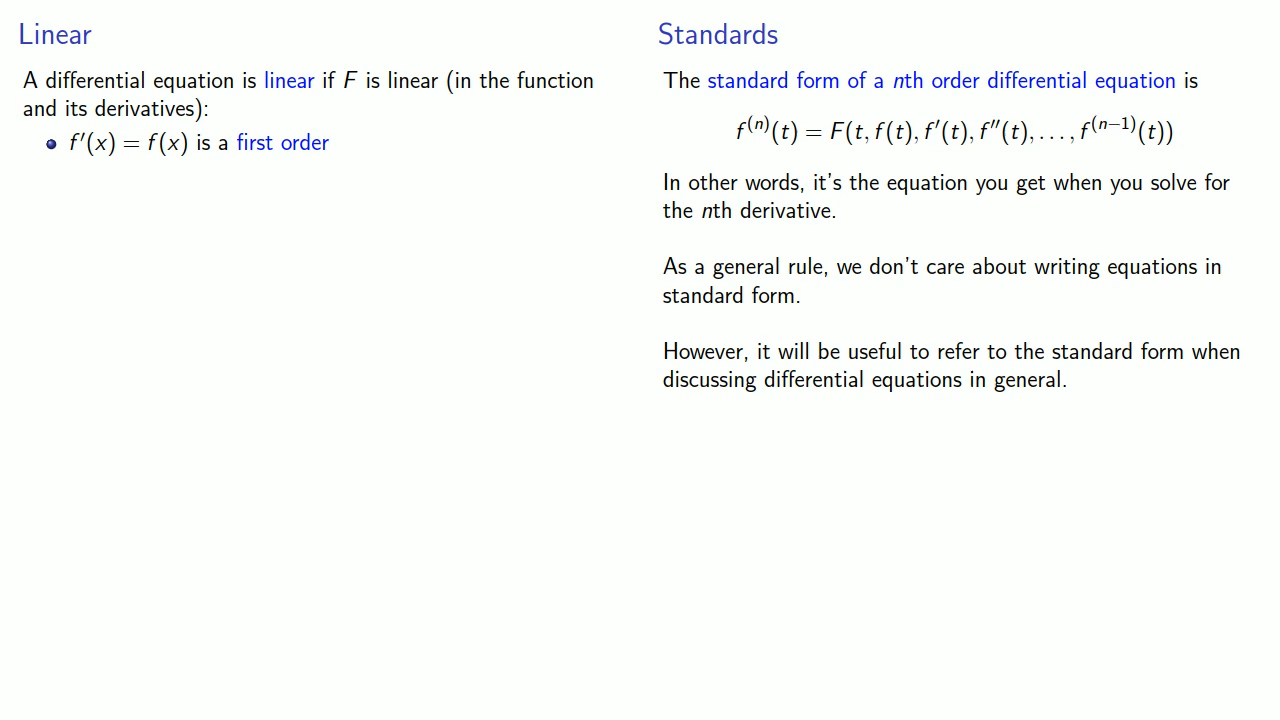 Linear
A differential equation is linear if F is linear (in the function
and its derivatives):
f′(x) = f(x) is a first order
Standards
The standard form of a nth order differential equation is
f⁽ⁿ⁾(t) = F(t, f(t), f′(t), f″(t), . . . , f⁽ⁿ⁻¹⁾(t))
In other words, it's the equation you get when you solve for
the nth derivative.
As a general rule, we don't care about writing equations in
standard form.
However, it will be useful to refer to the standard form when
discussing differential equations in general.